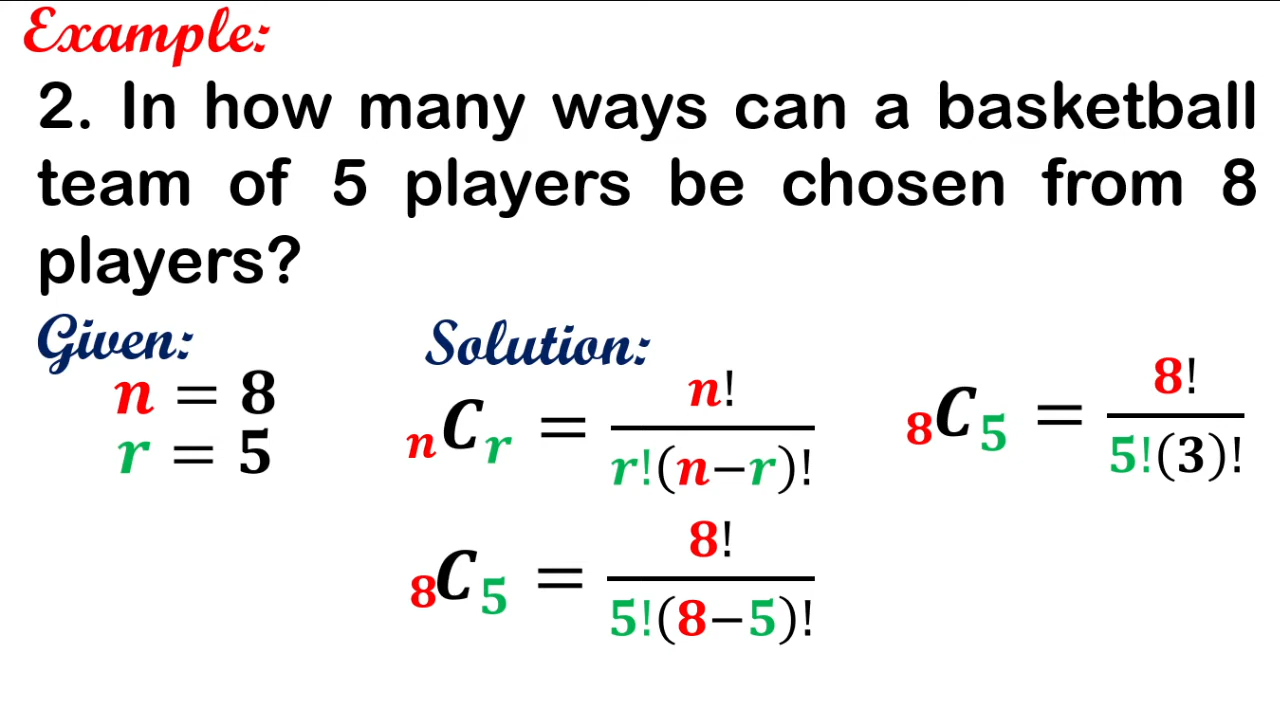 Example:
2. In how many ways can a basketball
team of 5 players be chosen from 8
players?
Given:
n = 8
r = 5
Solution:
nCr = n! / r!(n−r)!
8C5 = 8! / 5!(8−5)!
8C5 = 8! / 5!(3)!